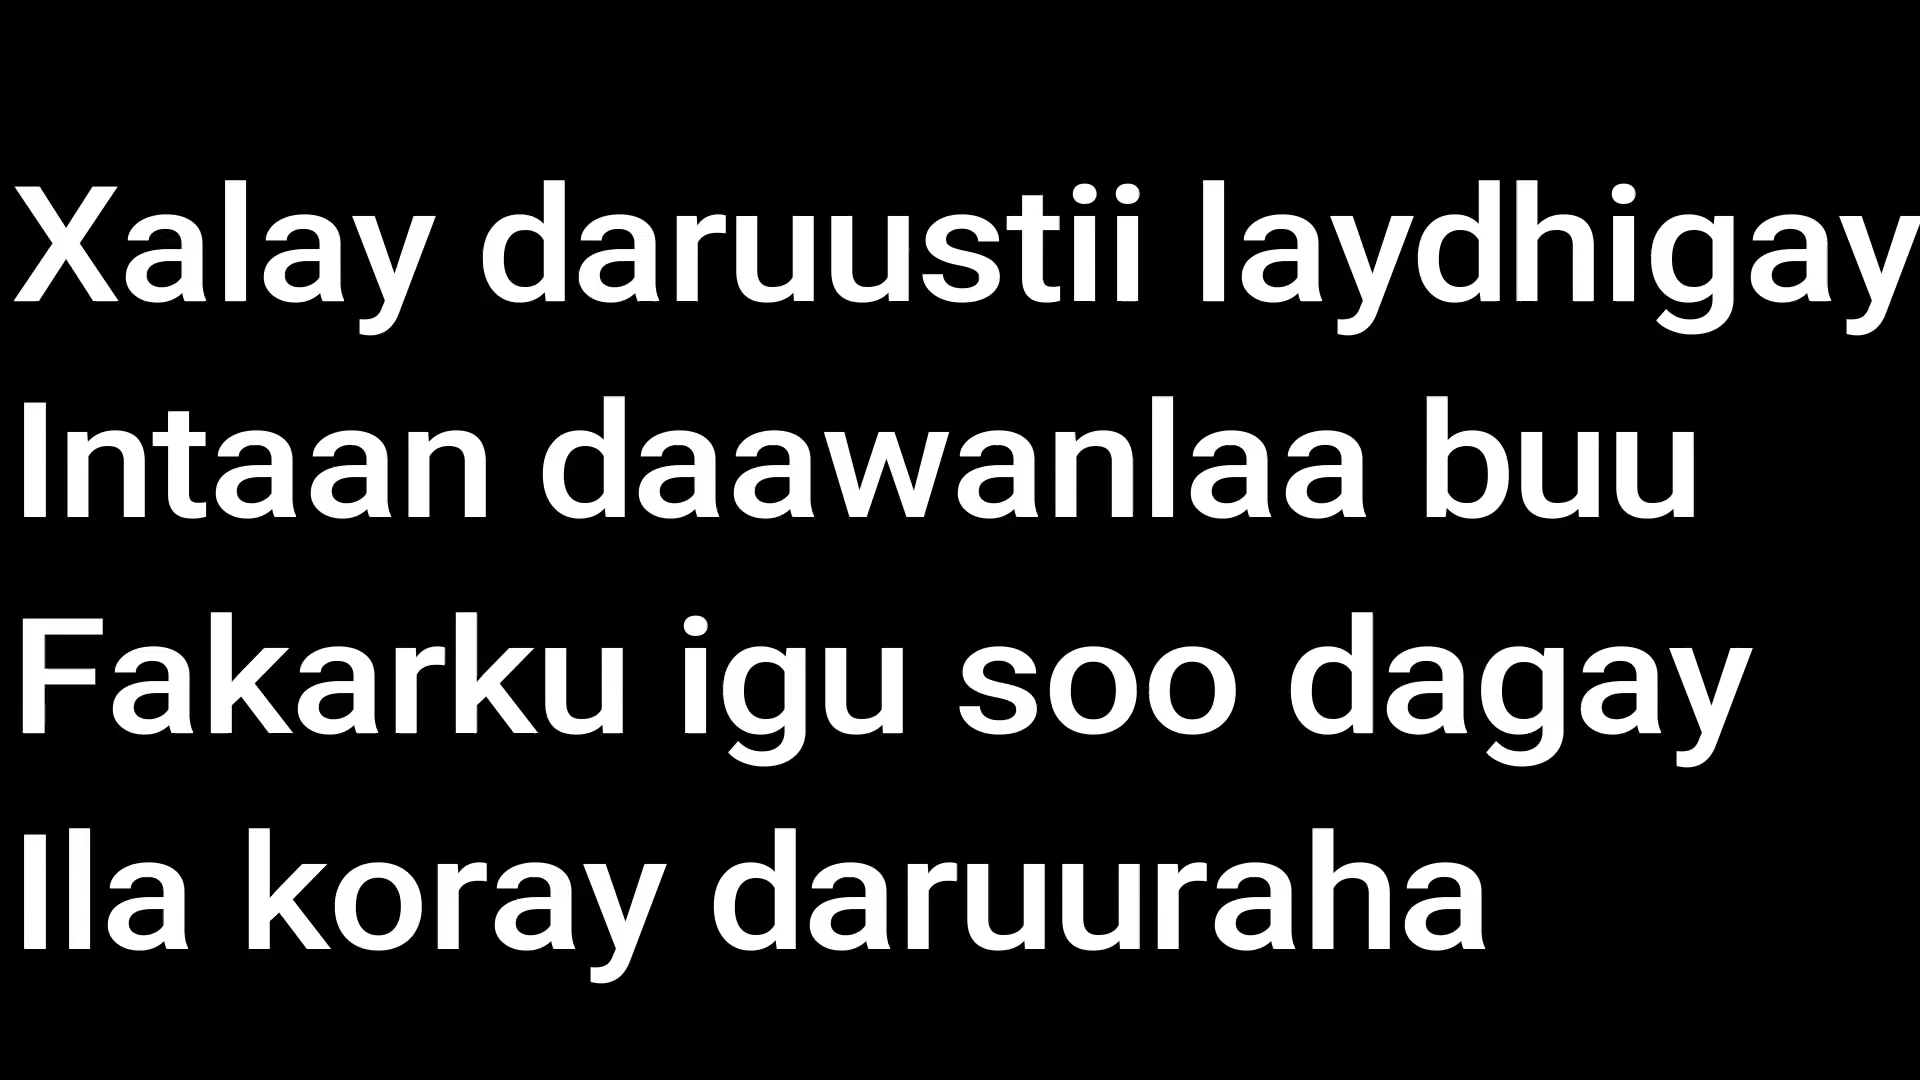 Xalay daruustii laydhigay
Intaan daawanlaa buu
Fakarku igu soo dagay
Ila koray daruuraha